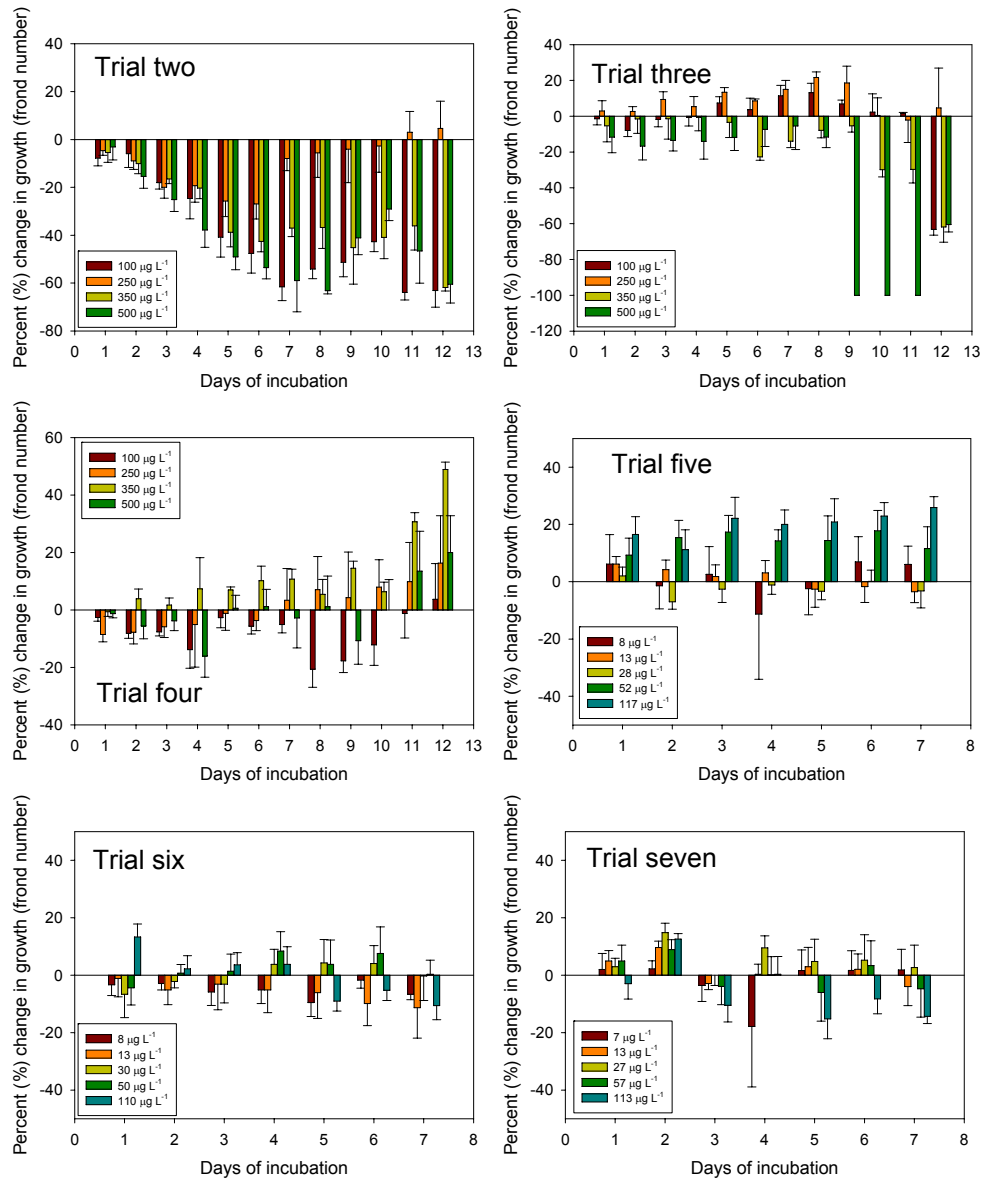 Trial two
Percent (%) change in growth (frond number)
40
20
0
-20
-40
-60
-80
100 µg L⁻¹
250 µg L⁻¹
350 µg L⁻¹
500 µg L⁻¹
0 1 2 3 4 5 6 7 8 9 10 11 12 13
Days of incubation
Trial three
Percent (%) change in growth (frond number)
40
20
0
-20
-40
-60
-80
-100
-120
100 µg L⁻¹
250 µg L⁻¹
350 µg L⁻¹
500 µg L⁻¹
0 1 2 3 4 5 6 7 8 9 10 11 12 13
Days of incubation
Percent (%) change in growth (frond number)
60
40
20
0
-20
-40
100 µg L⁻¹
250 µg L⁻¹
350 µg L⁻¹
500 µg L⁻¹
Trial four
0 1 2 3 4 5 6 7 8 9 10 11 12 13
Days of incubation
Trial five
Percent (%) change in growth (frond number)
40
20
0
-20
-40
8 µg L⁻¹
13 µg L⁻¹
28 µg L⁻¹
52 µg L⁻¹
117 µg L⁻¹
0 1 2 3 4 5 6 7 8
Days of incubation
Trial six
Percent (%) change in growth (frond number)
40
20
0
-20
-40
8 µg L⁻¹
13 µg L⁻¹
30 µg L⁻¹
50 µg L⁻¹
110 µg L⁻¹
0 1 2 3 4 5 6 7 8
Days of incubation
Trial seven
Percent (%) change in growth (frond number)
40
20
0
-20
-40
7 µg L⁻¹
13 µg L⁻¹
27 µg L⁻¹
57 µg L⁻¹
113 µg L⁻¹
0 1 2 3 4 5 6 7 8
Days of incubation